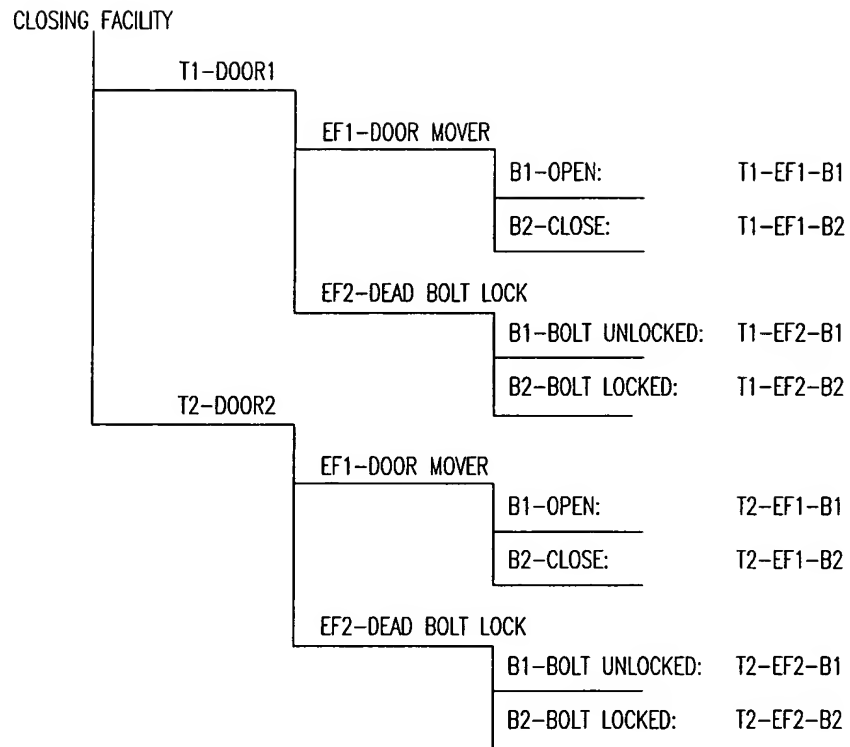 CLOSING FACILITY
T1-DOOR1
EF1-DOOR MOVER
B1-OPEN: T1-EF1-B1
B2-CLOSE: T1-EF1-B2
EF2-DEAD BOLT LOCK
B1-BOLT UNLOCKED: T1-EF2-B1
B2-BOLT LOCKED: T1-EF2-B2
T2-DOOR2
EF1-DOOR MOVER
B1-OPEN: T2-EF1-B1
B2-CLOSE: T2-EF1-B2
EF2-DEAD BOLT LOCK
B1-BOLT UNLOCKED: T2-EF2-B1
B2-BOLT LOCKED: T2-EF2-B2